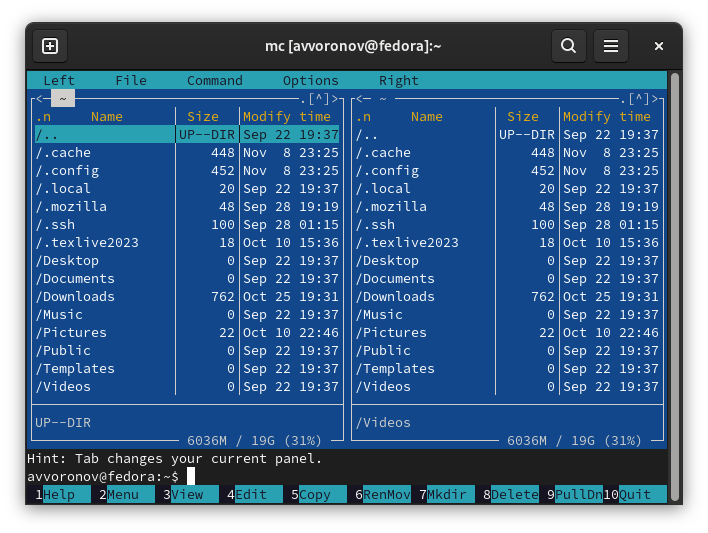 mc [avvoronov@fedora]:~
Left File Command Options Right
<─ ~ .[^]> <─ ~ .[^]>
.n Name Size Modify time .n Name Size Modify time
/.. UP--DIR Sep 22 19:37 /.. UP--DIR Sep 22 19:37
/.cache 448 Nov 8 23:25 /.cache 448 Nov 8 23:25
/.config 452 Nov 8 23:25 /.config 452 Nov 8 23:25
/.local 20 Sep 22 19:37 /.local 20 Sep 22 19:37
/.mozilla 48 Sep 28 19:19 /.mozilla 48 Sep 28 19:19
/.ssh 100 Sep 28 01:15 /.ssh 100 Sep 28 01:15
/.texlive2023 18 Oct 10 15:36 /.texlive2023 18 Oct 10 15:36
/Desktop 0 Sep 22 19:37 /Desktop 0 Sep 22 19:37
/Documents 0 Sep 22 19:37 /Documents 0 Sep 22 19:37
/Downloads 762 Oct 25 19:31 /Downloads 762 Oct 25 19:31
/Music 0 Sep 22 19:37 /Music 0 Sep 22 19:37
/Pictures 22 Oct 10 22:46 /Pictures 22 Oct 10 22:46
/Public 0 Sep 22 19:37 /Public 0 Sep 22 19:37
/Templates 0 Sep 22 19:37 /Templates 0 Sep 22 19:37
/Videos 0 Sep 22 19:37 /Videos 0 Sep 22 19:37
UP--DIR /Videos
6036M / 19G (31%) 6036M / 19G (31%)
Hint: Tab changes your current panel.
avvoronov@fedora:~$
1Help 2Menu 3View 4Edit 5Copy 6RenMov 7Mkdir 8Delete 9PullDn 10Quit